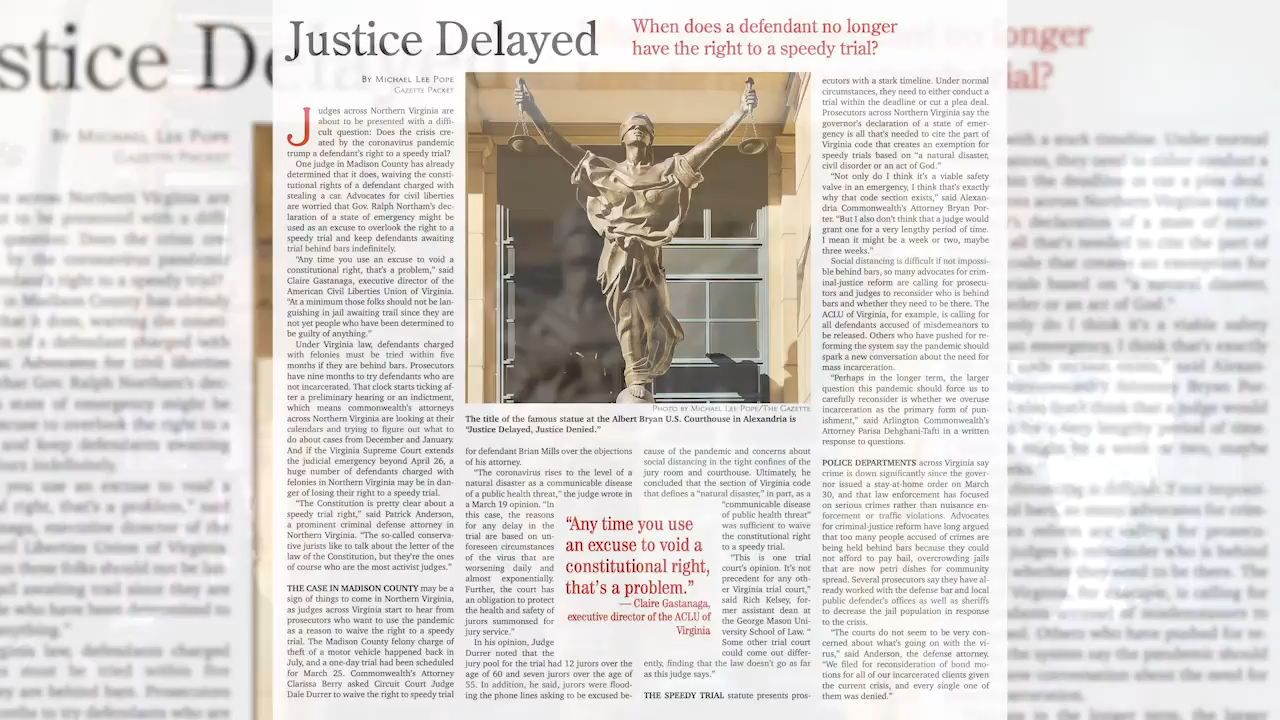 Justice Delayed
When does a defendant no longer
have the right to a speedy trial?
By Michael Lee Pope
Gazette Packet
Judges across Northern Virginia are
about to be presented with a diffi-
cult question: Does the crisis cre-
ated by the coronavirus pandemic
trump a defendant's right to a speedy trial?
One judge in Madison County has already
determined that it does, waiving the consti-
tutional rights of a defendant charged with
stealing a car. Advocates for civil liberties
are worried that Gov. Ralph Northam's dec-
laration of a state of emergency might be
used as an excuse to overlook the right to a
speedy trial and keep defendants awaiting
trial behind bars indefinitely.
"Any time you use an excuse to void a
constitutional right, that's a problem," said
Claire Gastanaga, executive director of the
American Civil Liberties Union of Virginia.
"At a minimum those folks should not be lan-
guishing in jail awaiting trail since they are
not yet people who have been determined to
be guilty of anything."
Under Virginia law, defendants charged
with felonies must be tried within five
months if they are behind bars. Prosecutors
have nine months to try defendants who are
not incarcerated. That clock starts ticking af-
ter a preliminary hearing or an indictment,
which means commonwealth's attorneys
across Northern Virginia are looking at their
calendars and trying to figure out what to
do about cases from December and January.
And if the Virginia Supreme Court extends
the judicial emergency beyond April 26, a
huge number of defendants charged with
felonies in Northern Virginia may be in dan-
ger of losing their right to a speedy trial.
"The Constitution is pretty clear about a
speedy trial right," said Patrick Anderson,
a prominent criminal defense attorney in
Northern Virginia. "The so-called conserva-
tive jurists like to talk about the letter of the
law of the Constitution, but they're the ones
of course who are the most activist judges."
THE CASE IN MADISON COUNTY may be a
sign of things to come in Northern Virginia,
as judges across Virginia start to hear from
prosecutors who want to use the pandemic
as a reason to waive the right to a speedy
trial. The Madison County felony charge of
theft of a motor vehicle happened back in
July, and a one-day trial had been scheduled
for March 25. Commonwealth's Attorney
Clarissa Berry asked Circuit Court Judge
Dale Durrer to waive the right to speedy trial
Photo by Michael Lee Pope/The Gazette
The title of the famous statue at the Albert Bryan U.S. Courthouse in Alexandria is
"Justice Delayed, Justice Denied."
for defendant Brian Mills over the objections
of his attorney.
"The coronavirus rises to the level of a
natural disaster as a communicable disease
of a public health threat," the judge wrote in
a March 19 opinion. "In
this case, the reasons
for any delay in the
trial are based on un-
foreseen circumstances
of the virus that are
worsening daily and
almost exponentially.
Further, the court has
an obligation to protect
the health and safety of
jurors summonsed for
jury service."
In his opinion, Judge
Durrer noted that the
jury pool for the trial had 12 jurors over the
age of 60 and seven jurors over the age of
55. In addition, he said, jurors were flood-
ing the phone lines asking to be excused be-
"Any time you use
an excuse to void a
constitutional right,
that's a problem."
— Claire Gastanaga,
executive director of the ACLU of
Virginia
cause of the pandemic and concerns about
social distancing in the right confines of the
jury room and courthouse. Ultimately, he
concluded that the section of Virginia code
that defines a "natural disaster," in part, as a
"communicable disease
of public health threat"
was sufficient to waive
the constitutional right
to a speedy trial.
"This is one trial
court's opinion. It's not
precedent for any oth-
er Virginia trial court,"
said Rich Kelsey, for-
mer assistant dean at
the George Mason Uni-
versity School of Law. "
Some other trial court
could come out differ-
ently, finding that the law doesn't go as far
as this judge says."
THE SPEEDY TRIAL statute presents pros-
ecutors with a stark timeline. Under normal
circumstances, they need to either conduct a
trial within the deadline or cut a plea deal.
Prosecutors across Northern Virginia say the
governor's declaration of a state of emer-
gency is all that's needed to cite the part of
Virginia code that creates an exemption for
speedy trials based on "a natural disaster,
civil disorder or an act of God."
"Not only do I think it's a viable safety
valve in an emergency, I think that's exactly
why that code section exists," said Alexan-
dria Commonwealth's Attorney Bryan Por-
ter. "But I also don't think that a judge would
grant one for a very lengthy period of time.
I mean it might be a week or two, maybe
three weeks."
Social distancing is difficult if not impossi-
ble behind bars, so many advocates for crim-
inal-justice reform are calling for prosecu-
tors and judges to reconsider who is behind
bars and whether they need to be there. The
ACLU of Virginia, for example, is calling for
all defendants accused of misdemeanors to
be released. Others who have pushed for re-
forming the system say the pandemic should
spark a new conversation about the need for
mass incarceration.
"Perhaps in the longer term, the larger
question this pandemic should force us to
carefully reconsider is whether we overuse
incarceration as the primary form of pun-
ishment," said Arlington Commonwealth's
Attorney Parisa Dehghani-Tafti in a written
response to questions.
POLICE DEPARTMENTS across Virginia say
crime is down significantly since the gover-
nor issued a stay-at-home order on March
30, and that law enforcement has focused
on serious crimes rather than nuisance en-
forcement or traffic violations. Advocates
for criminal-justice reform have long argued
that too many people accused of crimes are
being held behind bars because they could
not afford to pay bail, overcrowding jails
that are now petri dishes for community
spread. Several prosecutors say they have al-
ready worked with the defense bar and local
public defender's offices as well as sheriffs
to decrease the jail population in response
to the crisis.
"The courts do not seem to be very con-
cerned about what's going on with the vi-
rus," said Anderson, the defense attorney.
"We filed for reconsideration of bond mo-
tions for all of our incarcerated clients given
the current crisis, and every single one of
them was denied."